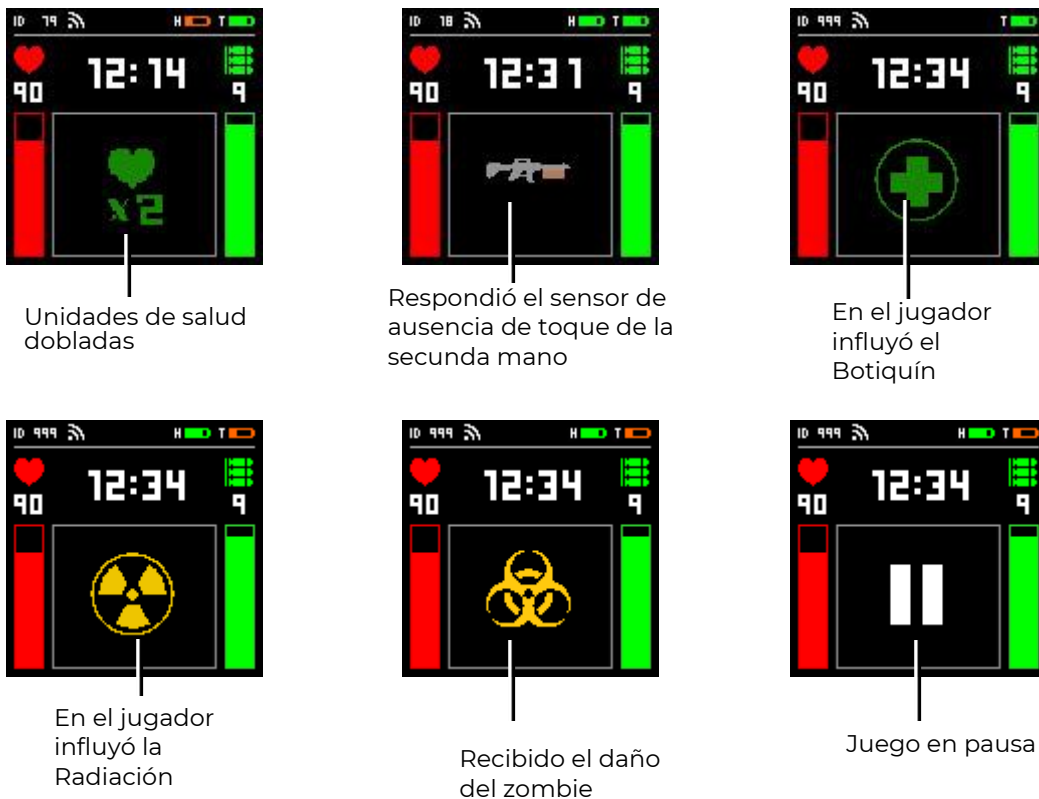 ID 79 H T
12:14
90 9
x2
Unidades de salud
dobladas
ID 18 H T
12:31
90 9
Respondió el sensor de
ausencia de toque de la
secunda mano
ID 999 T
12:34
90 9
En el jugador
influyó el
Botiquín
ID 999 H T
12:34
90 9
En el jugador
influyó la
Radiación
ID 999 H T
12:34
90 9
Recibido el daño
del zombie
ID 999 H T
12:34
90 9
Juego en pausa